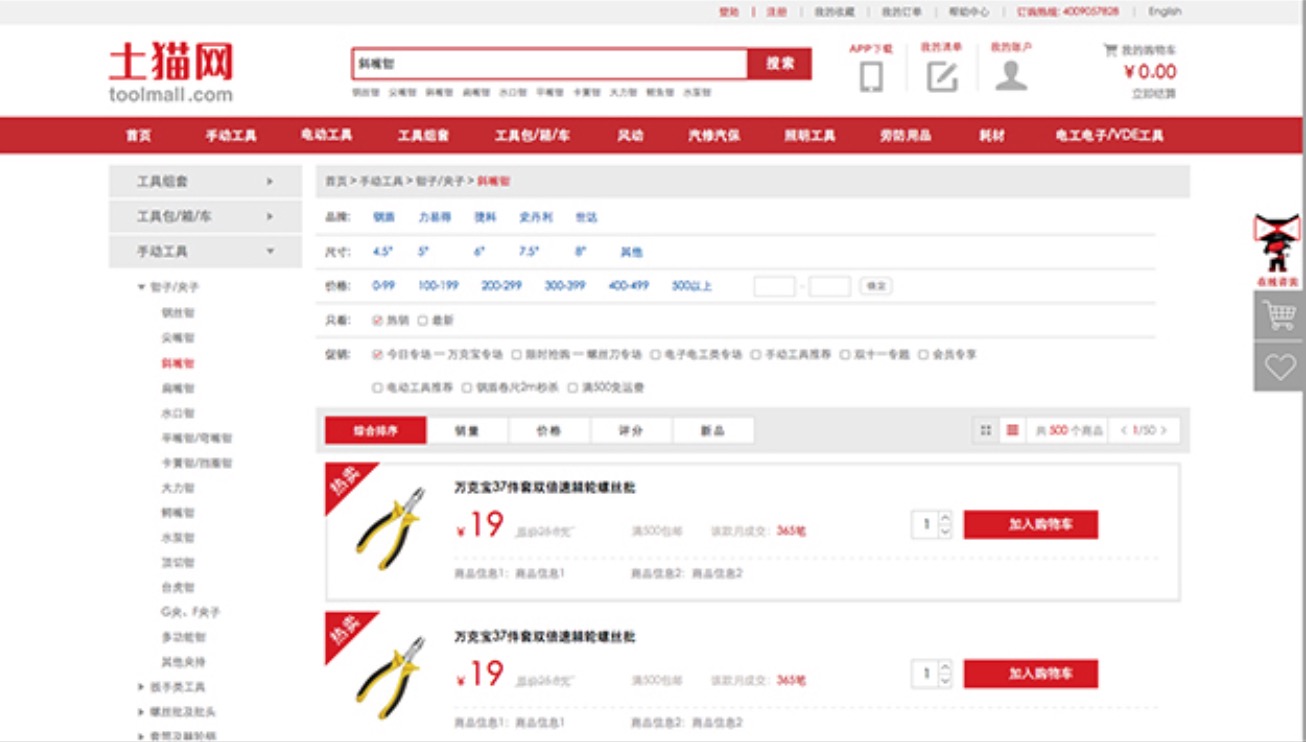 登陆 | 注册 | 我的收藏 | 我的订单 | 帮助中心 | 订购热线: 4009057828 | English
土猫网
toolmall.com
斜嘴钳 搜索
钢丝钳 尖嘴钳 斜嘴钳 扁嘴钳 水口钳 平嘴钳 卡簧钳 大力钳 鲤鱼钳 水泵钳
APP下载 我的清单 我的账户
我的购物车
¥0.00
立即结算
首页 手动工具 电动工具 工具组套 工具包/箱/车 风动 汽修汽保 照明工具 劳防用品 耗材 电工电子/VDE工具
工具组套
工具包/箱/车
手动工具
钳子/夹子
钢丝钳
尖嘴钳
斜嘴钳
扁嘴钳
水口钳
平嘴钳/弯嘴钳
卡簧钳/挡圈钳
大力钳
水泵钳
顶切钳
台虎钳
G夹、F夹子
多功能钳
其他夹持
扳手类工具
螺丝批及批头
套筒及棘轮柄
首页 > 手动工具 > 钳子/夹子 > 斜嘴钳
品牌: 钢盾 力易得 捷科 史丹利 世达
尺寸: 4.5" 5" 6" 7.5" 8" 其他
价格: 0-99 100-199 200-299 300-399 400-499 500以上 - 确定
只看: 热销 最新
促销: 今日专场一万克宝专场 限时抢购一螺丝刀专场 电子电工类专场 手动工具推荐 双十一专题 会员专享
电动工具推荐 钢盾卷尺2m秒杀 满500免运费
综合排序 销量 价格 评分 新品 共 500 个商品 < 1/50 >
热卖
万克宝37件套双倍速棘轮螺丝批
¥19 满500包邮 该款月成交: 365笔 1 加入购物车
商品信息1: 商品信息1 商品信息2: 商品信息2
热卖
万克宝37件套双倍速棘轮螺丝批
¥19 满500包邮 该款月成交: 365笔 1 加入购物车
商品信息1: 商品信息1 商品信息2: 商品信息2
在线咨询